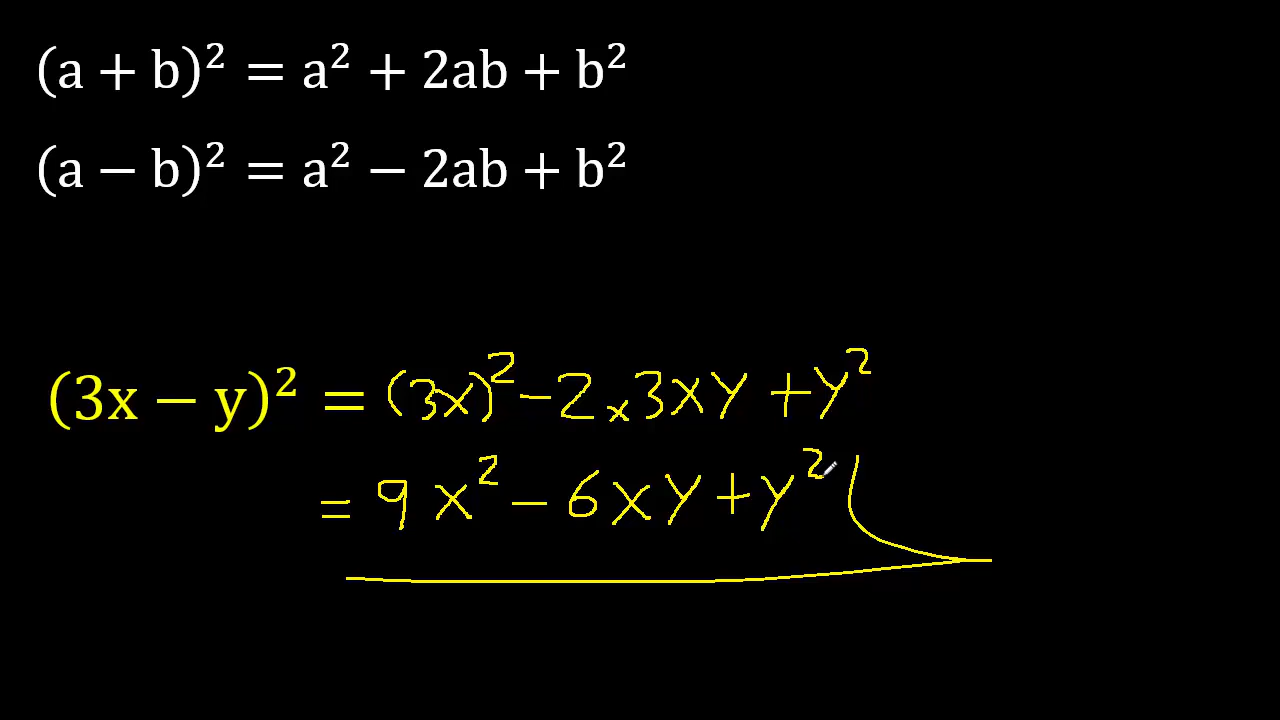 (a + b)² = a² + 2ab + b²
(a − b)² = a² − 2ab + b²
(3x − y)² = (3x)² − 2 × 3xy + y²
= 9x² − 6xy + y²